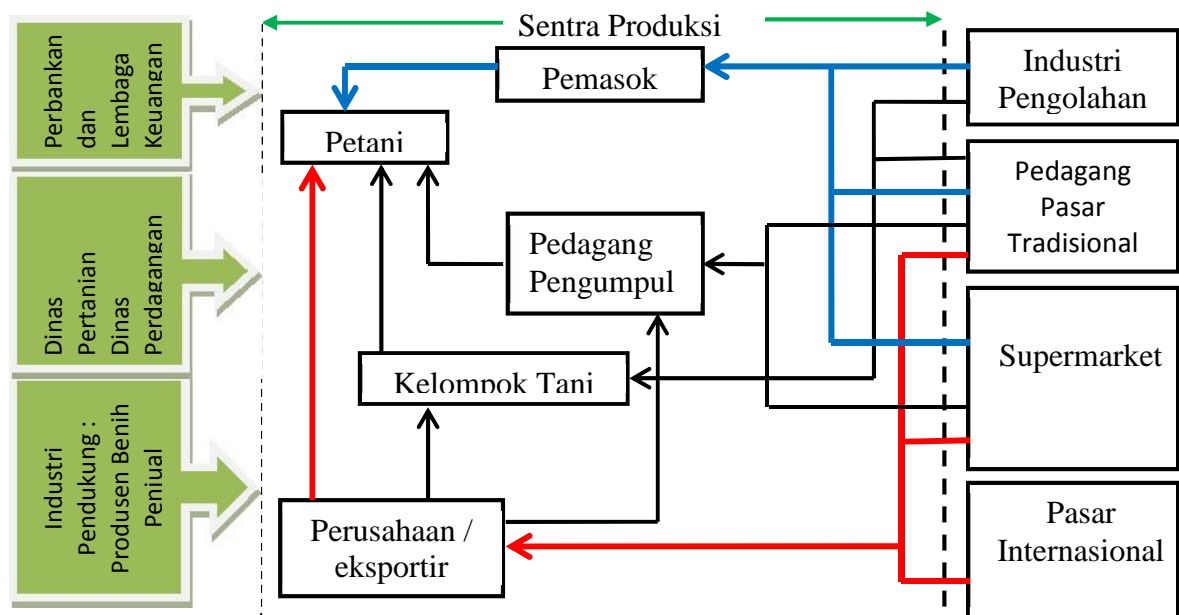 Perbankan
dan
Lembaga
Keuangan
Dinas
Pertanian
Dinas
Perdagangan
Industri
Pendukung :
Produsen Benih
Penjual
Sentra Produksi
Pemasok
Petani
Pedagang
Pengumpul
Kelompok Tani
Perusahaan /
eksportir
Industri
Pengolahan
Pedagang
Pasar
Tradisional
Supermarket
Pasar
Internasional